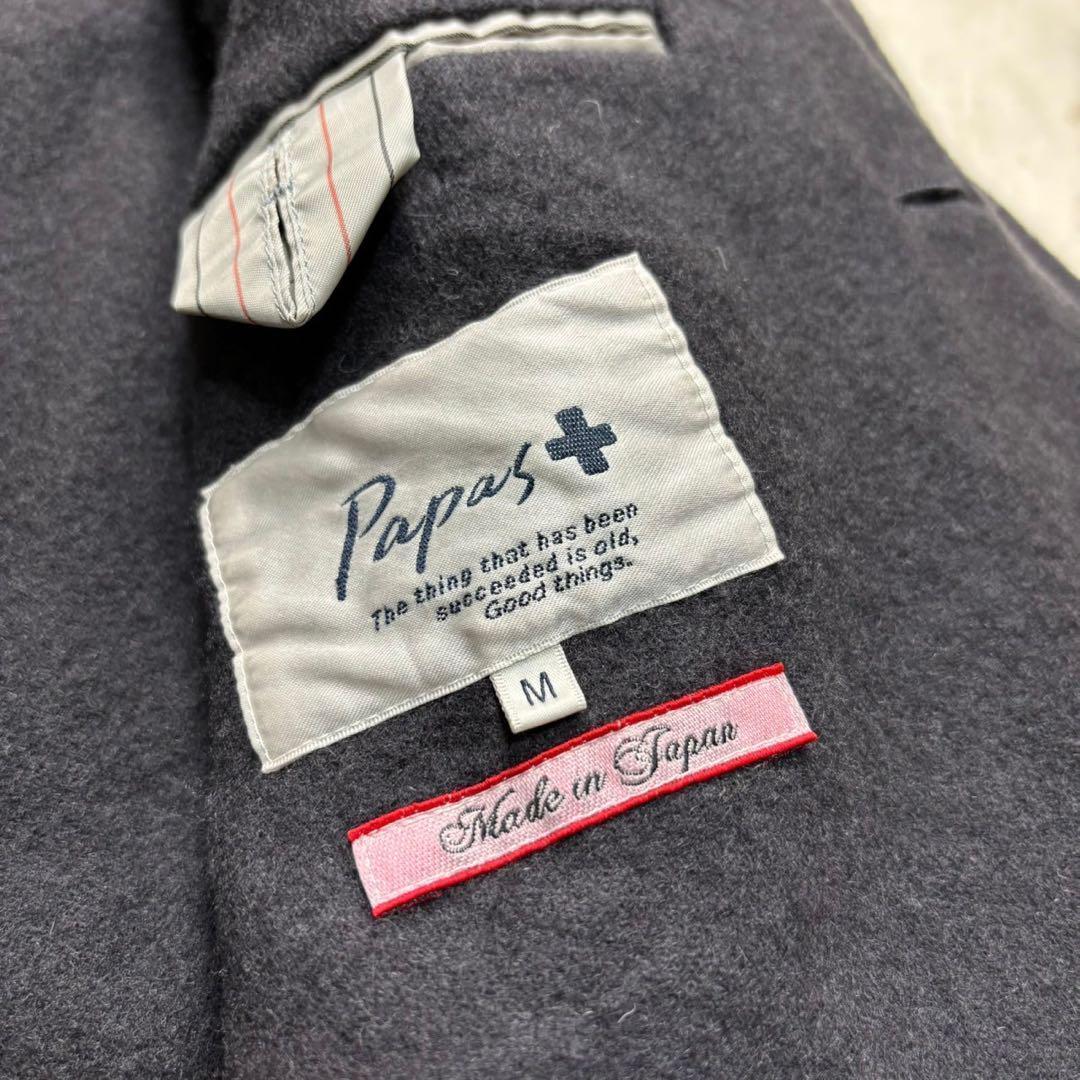 Papas+
The thing that has been
succeeded is old,
Good things.
M
Made in Japan